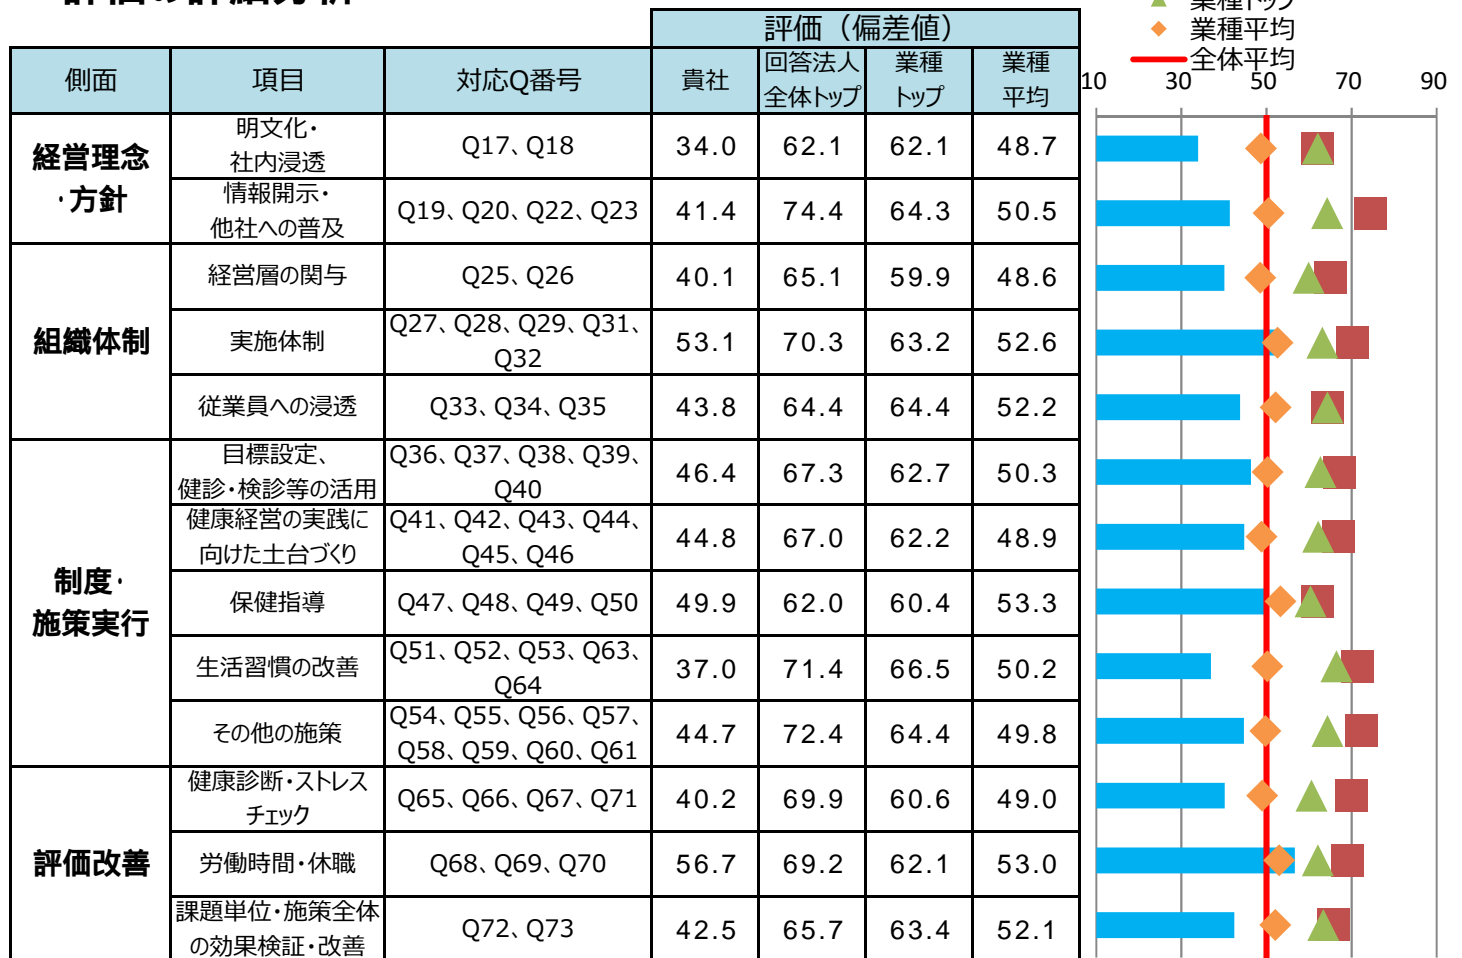 評価の詳細分析
業種トップ
業種平均
全体平均
評価（偏差値）
側面 項目 対応Q番号 貴社 回答法人全体トップ 業種トップ 業種平均
10 30 50 70 90
経営理念・方針
明文化・社内浸透 Q17、Q18 34.0 62.1 62.1 48.7
情報開示・他社への普及 Q19、Q20、Q22、Q23 41.4 74.4 64.3 50.5
組織体制
経営層の関与 Q25、Q26 40.1 65.1 59.9 48.6
実施体制 Q27、Q28、Q29、Q31、Q32 53.1 70.3 63.2 52.6
従業員への浸透 Q33、Q34、Q35 43.8 64.4 64.4 52.2
制度・施策実行
目標設定、健診・検診等の活用 Q36、Q37、Q38、Q39、Q40 46.4 67.3 62.7 50.3
健康経営の実践に向けた土台づくり Q41、Q42、Q43、Q44、Q45、Q46 44.8 67.0 62.2 48.9
保健指導 Q47、Q48、Q49、Q50 49.9 62.0 60.4 53.3
生活習慣の改善 Q51、Q52、Q53、Q63、Q64 37.0 71.4 66.5 50.2
その他の施策 Q54、Q55、Q56、Q57、Q58、Q59、Q60、Q61 44.7 72.4 64.4 49.8
評価改善
健康診断・ストレスチェック Q65、Q66、Q67、Q71 40.2 69.9 60.6 49.0
労働時間・休職 Q68、Q69、Q70 56.7 69.2 62.1 53.0
課題単位・施策全体の効果検証・改善 Q72、Q73 42.5 65.7 63.4 52.1